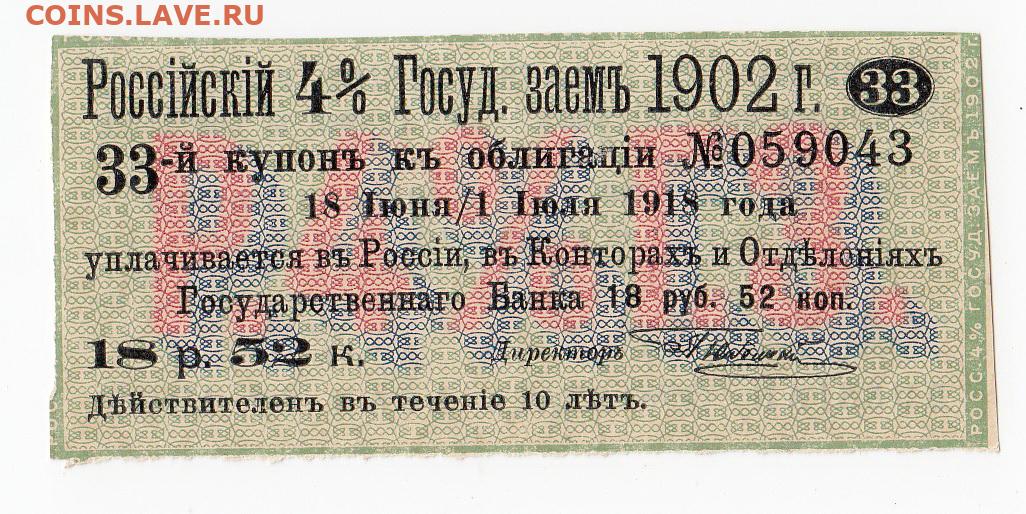 COINS.LAVE.RU
Россійскій 4% Госуд. заемъ 1902 г. 33
33-й купонъ къ облигаціи №059043
18 Іюня/1 Іюля 1918 года
уплачивается въ Россіи, въ Конторахъ и Отдѣленіяхъ
Государственнаго Банка 18 руб. 52 коп.
18 р. 52 к. Директоръ
Дѣйствителенъ въ теченіе 10 лѣтъ.
РОСС. 4% ГОСУД. ЗАЕМЪ 1902 г.